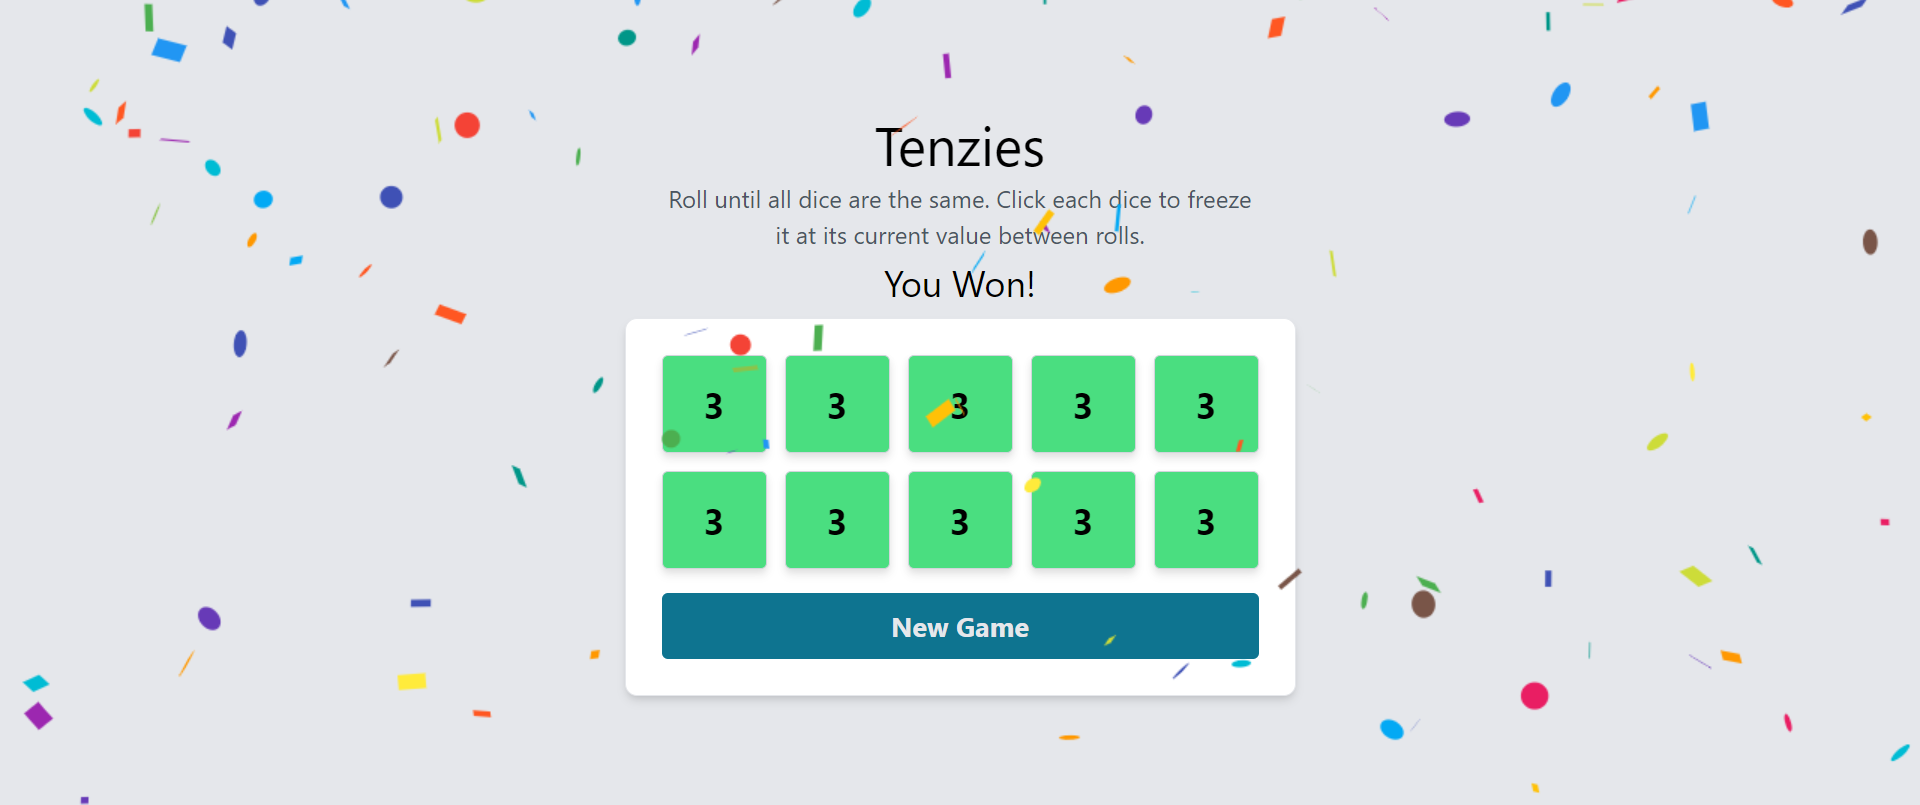 Tenzies
Roll until all dice are the same. Click each dice to freeze
it at its current value between rolls.
You Won!
3 3 3 3 3
3 3 3 3 3
New Game